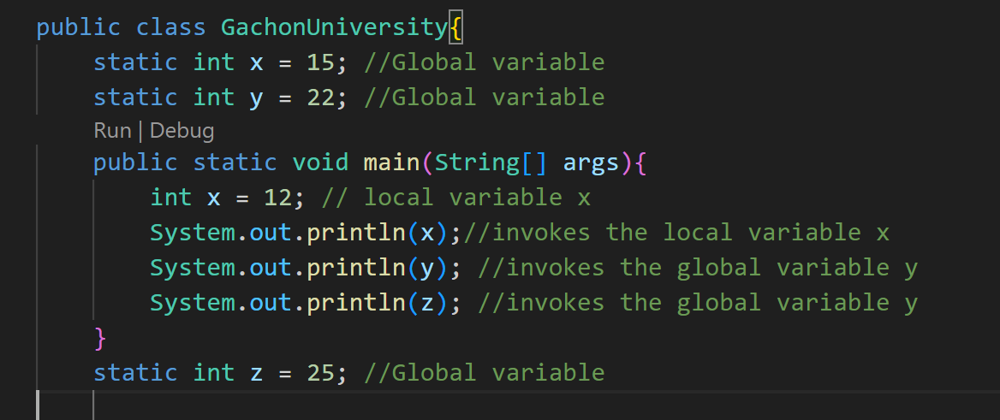 public class GachonUniversity{
static int x = 15; //Global variable
static int y = 22; //Global variable
Run | Debug
public static void main(String[] args){
int x = 12; // local variable x
System.out.println(x);//invokes the local variable x
System.out.println(y); //invokes the global variable y
System.out.println(z); //invokes the global variable y
}
static int z = 25; //Global variable